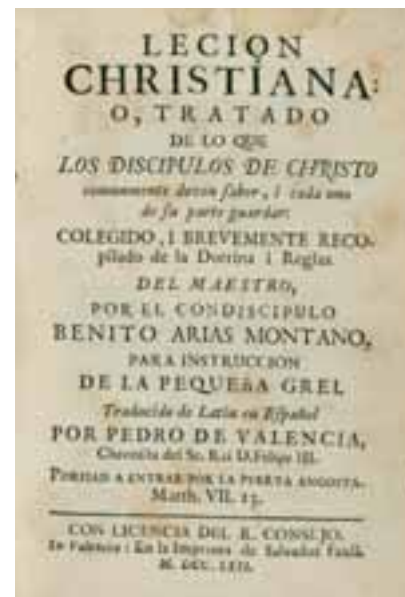 LECION
CHRISTIANA:
O, TRATADO
DE LO QUE
LOS DISCIPULOS DE CHRISTO
comunmente deven saber, i cada uno
de su parte guardar:
COLEGIDO, I BREVEMENTE RECO-
pilado de la Dotrina i Reglas
DEL MAESTRO,
POR EL CONDISCIPULO
BENITO ARIAS MONTANO,
PARA INSTRUCCION
DE LA PEQUEÑA GREI
Traducido de Latin en Español
POR PEDRO DE VALENCIA,
Chronista del Sr. Rei D. Felipe III.
PORFIAD A ENTRAR POR LA PUERTA ANGOSTA.
Matth. VII. 13.
CON LICENCIA DEL R. CONSEJO.
En Valencia: En la Imprenta de Salvador Faulí.